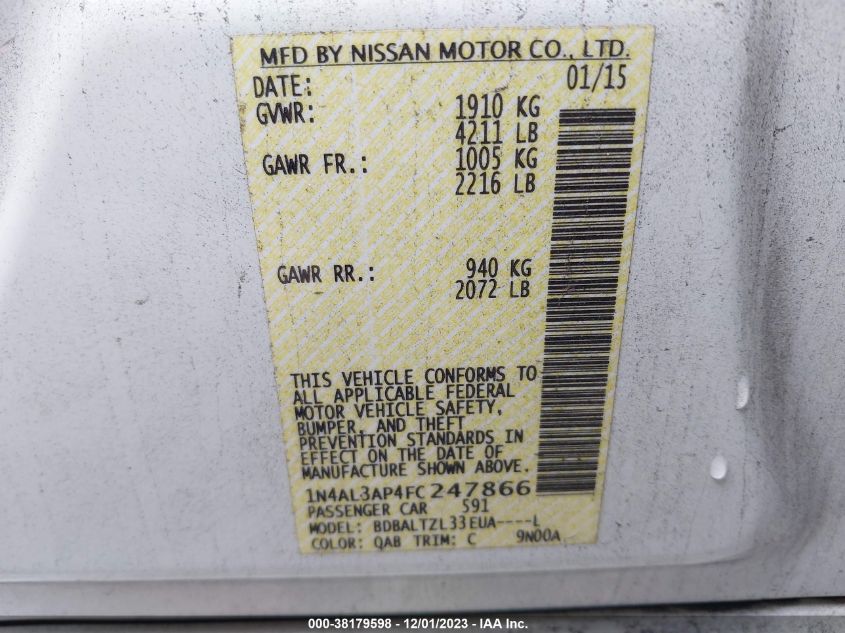 MFD BY NISSAN MOTOR CO., LTD.
DATE: 01/15
GVWR: 1910 KG
4211 LB
GAWR FR.: 1005 KG
2216 LB
GAWR RR.: 940 KG
2072 LB
THIS VEHICLE CONFORMS TO
ALL APPLICABLE FEDERAL
MOTOR VEHICLE SAFETY,
BUMPER, AND THEFT
PREVENTION STANDARDS IN
EFFECT ON THE DATE OF
MANUFACTURE SHOWN ABOVE.
1N4AL3AP4FC247866
PASSENGER CAR 591
MODEL: BDBALTZL33EUA----L
COLOR: QAB TRIM: C 9N00A
000-38179598 - 12/01/2023 - IAA Inc.